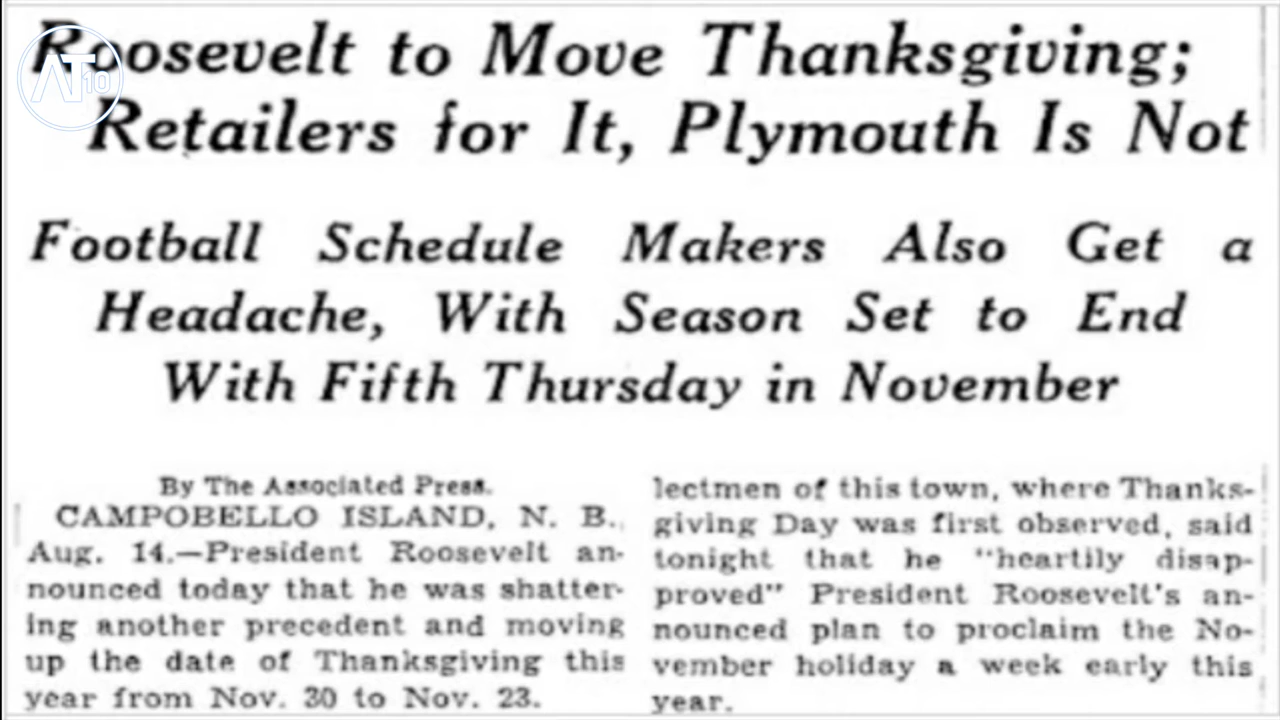 AT10
Roosevelt to Move Thanksgiving;
Retailers for It, Plymouth Is Not
Football Schedule Makers Also Get a
Headache, With Season Set to End
With Fifth Thursday in November
By The Associated Press.
CAMPOBELLO ISLAND, N. B.,
Aug. 14.—President Roosevelt an-
nounced today that he was shatter-
ing another precedent and moving
up the date of Thanksgiving this
year from Nov. 30 to Nov. 23.
lectmen of this town, where Thanks-
giving Day was first observed, said
tonight that he "heartily disap-
proved" President Roosevelt's an-
nounced plan to proclaim the No-
vember holiday a week early this
year.